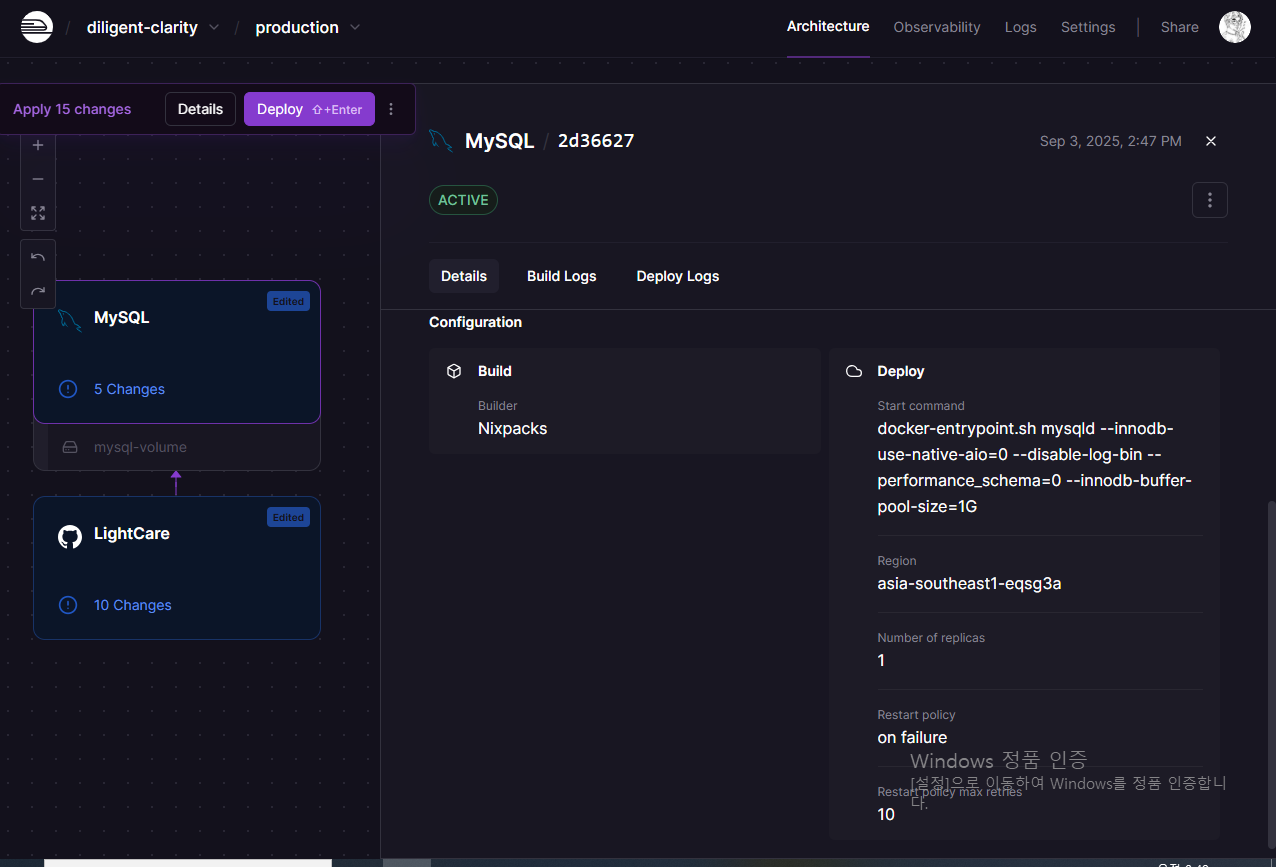 / diligent-clarity / production
Architecture Observability Logs Settings | Share
Apply 15 changes Details Deploy ⇧+Enter
MySQL / 2d36627 Sep 3, 2025, 2:47 PM
ACTIVE
Details Build Logs Deploy Logs
MySQL Edited
5 Changes
mysql-volume
LightCare Edited
10 Changes
Configuration
Build
Builder
Nixpacks
Deploy
Start command
docker-entrypoint.sh mysqld --innodb-
use-native-aio=0 --disable-log-bin --
performance_schema=0 --innodb-buffer-
pool-size=1G
Region
asia-southeast1-eqsg3a
Number of replicas
1
Restart policy
on failure
Restart policy max retries
10
Windows 정품 인증
[설정]으로 이동하여 Windows를 정품 인증합니
다.